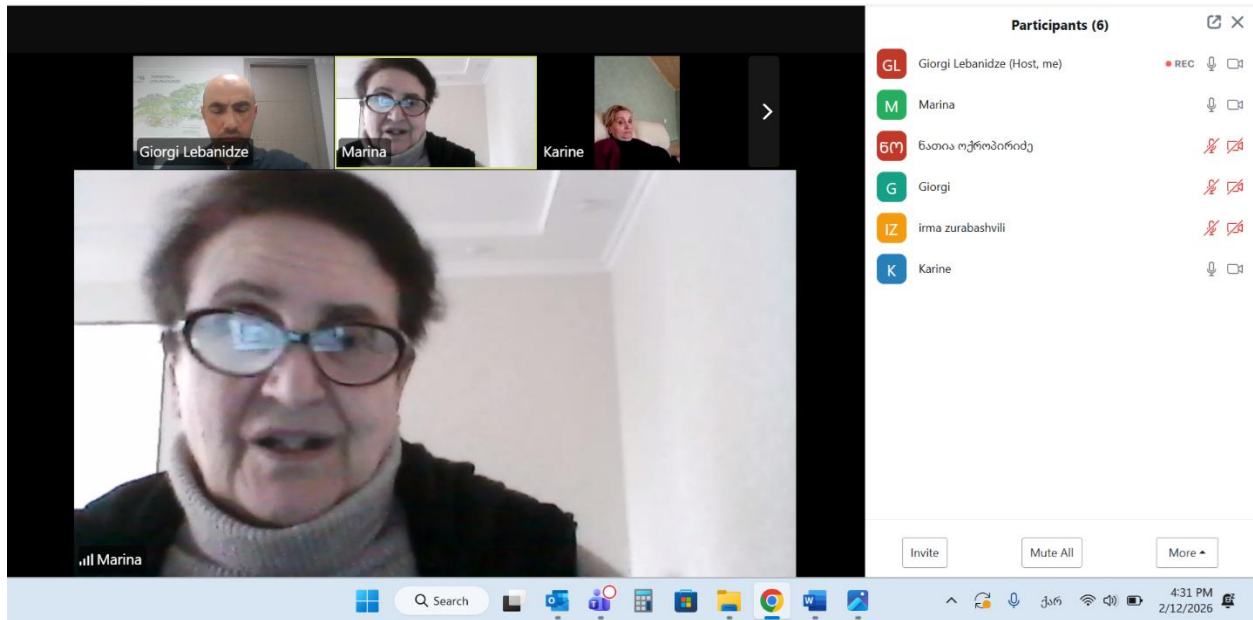 Participants (6)
Giorgi Lebanidze
Marina
Karine
Marina
GL Giorgi Lebanidze (Host, me) REC
M Marina
ნო ნათია ოქროპირიძე
G Giorgi
IZ irma zurabashvili
K Karine
Invite Mute All More
Search ქარ 4:31 PM
2/12/2026